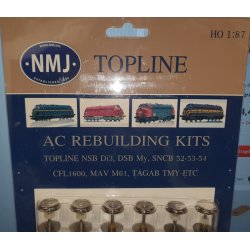 HO 1:87
NMJ
TOPLINE
AC REBUILDING KITS
TOPLINE NSB Di3, DSB My, SNCB 52-53-54
CFL1600, MAV M61, TAGAB TMY-ETC